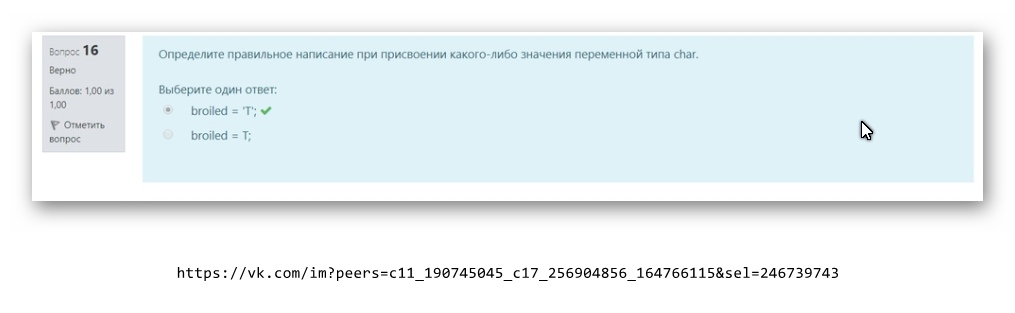 Вопрос 16
Верно
Баллов: 1,00 из
1,00
Отметить
вопрос
Определите правильное написание при присвоении какого-либо значения переменной типа char.
Выберите один ответ:
broiled = 'T';
broiled = T;
https://vk.com/im?peers=c11_190745045_c17_256904856_164766115&sel=246739743